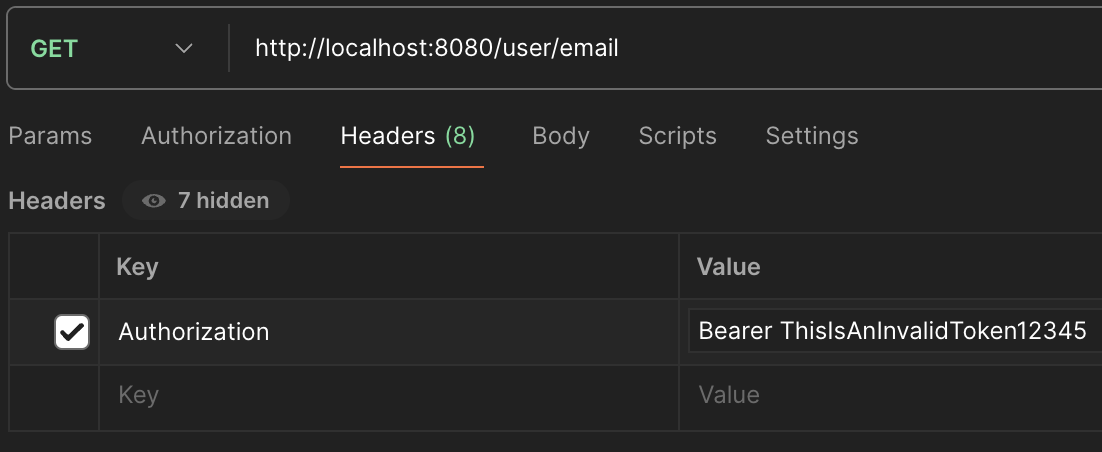 GET http://localhost:8080/user/email
Params Authorization Headers (8) Body Scripts Settings
Headers 7 hidden
Key Value
Authorization Bearer ThisIsAnInvalidToken12345
Key Value